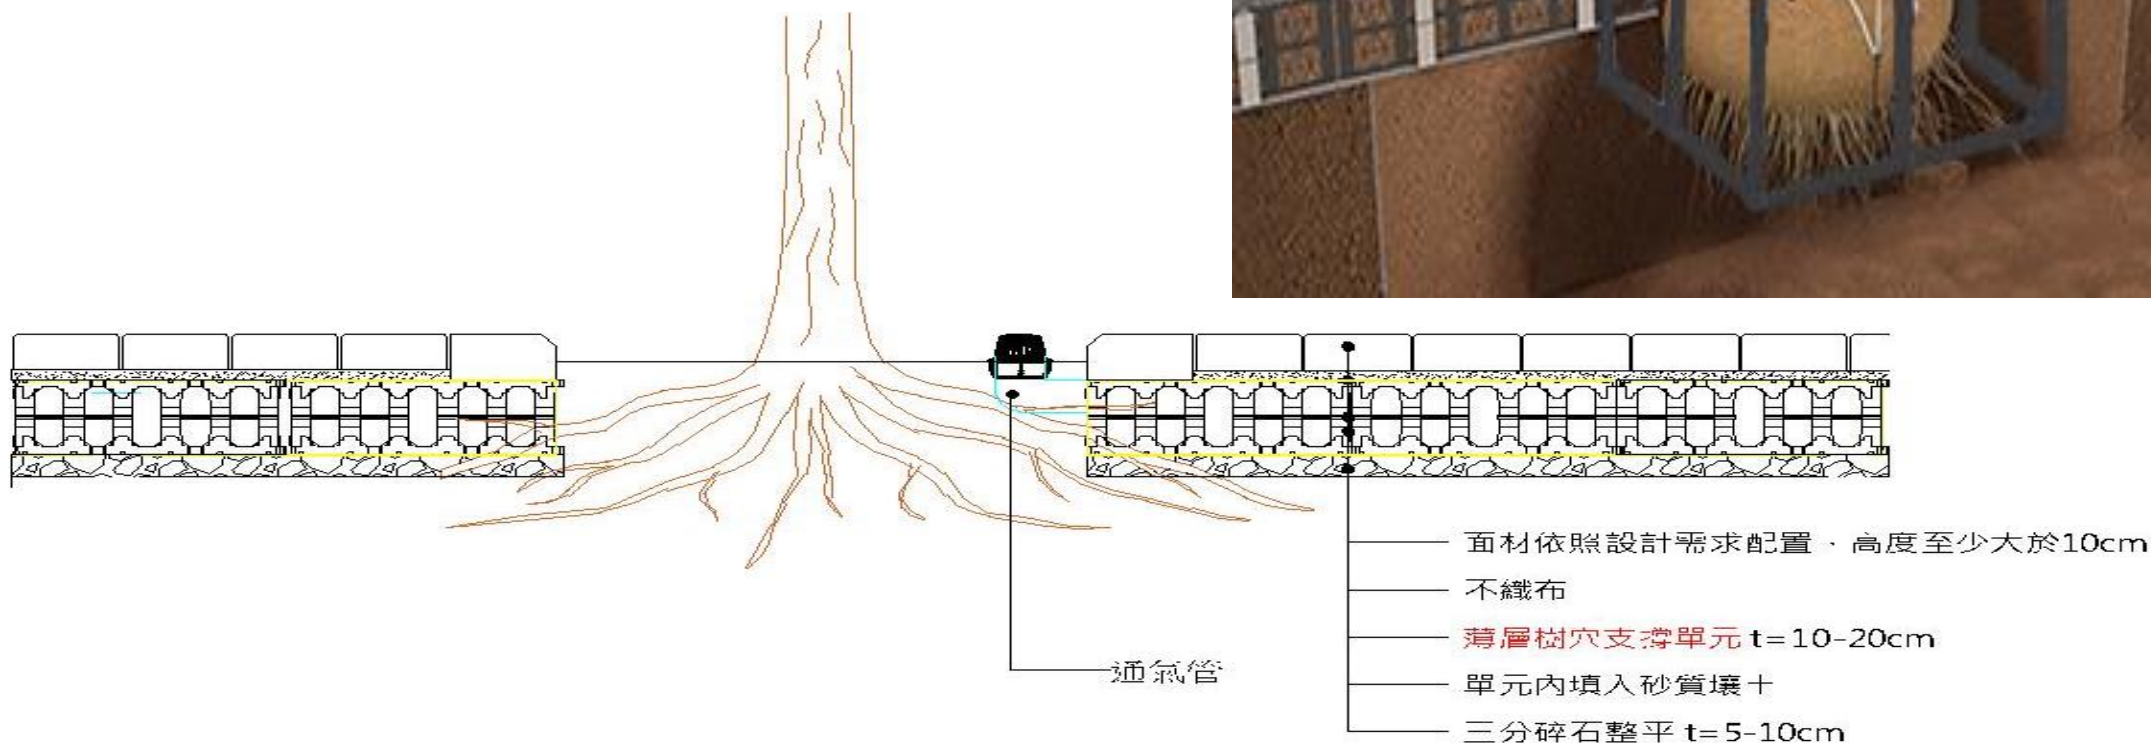 面材依照設計需求配置，高度至少大於10cm
不織布
薄層樹穴支撐單元 t=10-20cm
通氣管
單元內填入砂質壤土
三分碎石整平 t=5-10cm